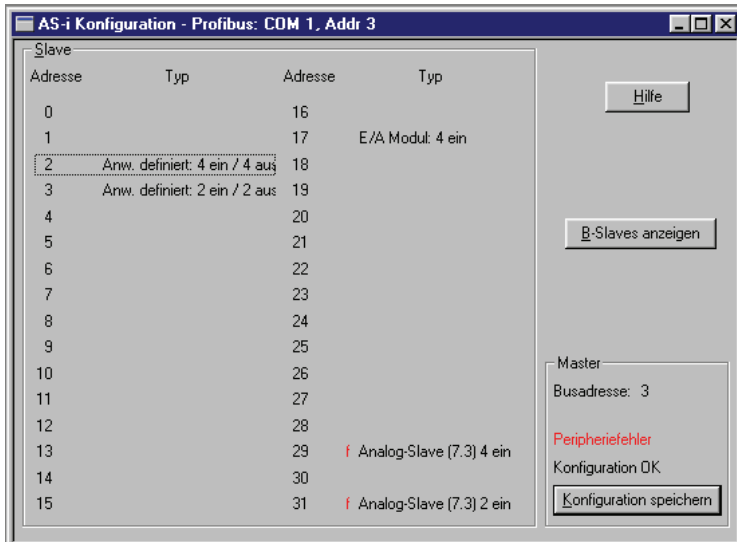 AS-i Konfiguration - Profibus: COM 1, Addr 3
Slave
Adresse Typ Adresse Typ
0 16
1 17 E/A Modul: 4 ein
2 Anw. definiert: 4 ein / 4 aus 18
3 Anw. definiert: 2 ein / 2 aus 19
4 20
5 21
6 22
7 23
8 24
9 25
10 26
11 27
12 28
13 29 f Analog-Slave (7.3) 4 ein
14 30
15 31 f Analog-Slave (7.3) 2 ein
Hilfe
B-Slaves anzeigen
Master
Busadresse: 3
Peripheriefehler
Konfiguration OK
Konfiguration speichern